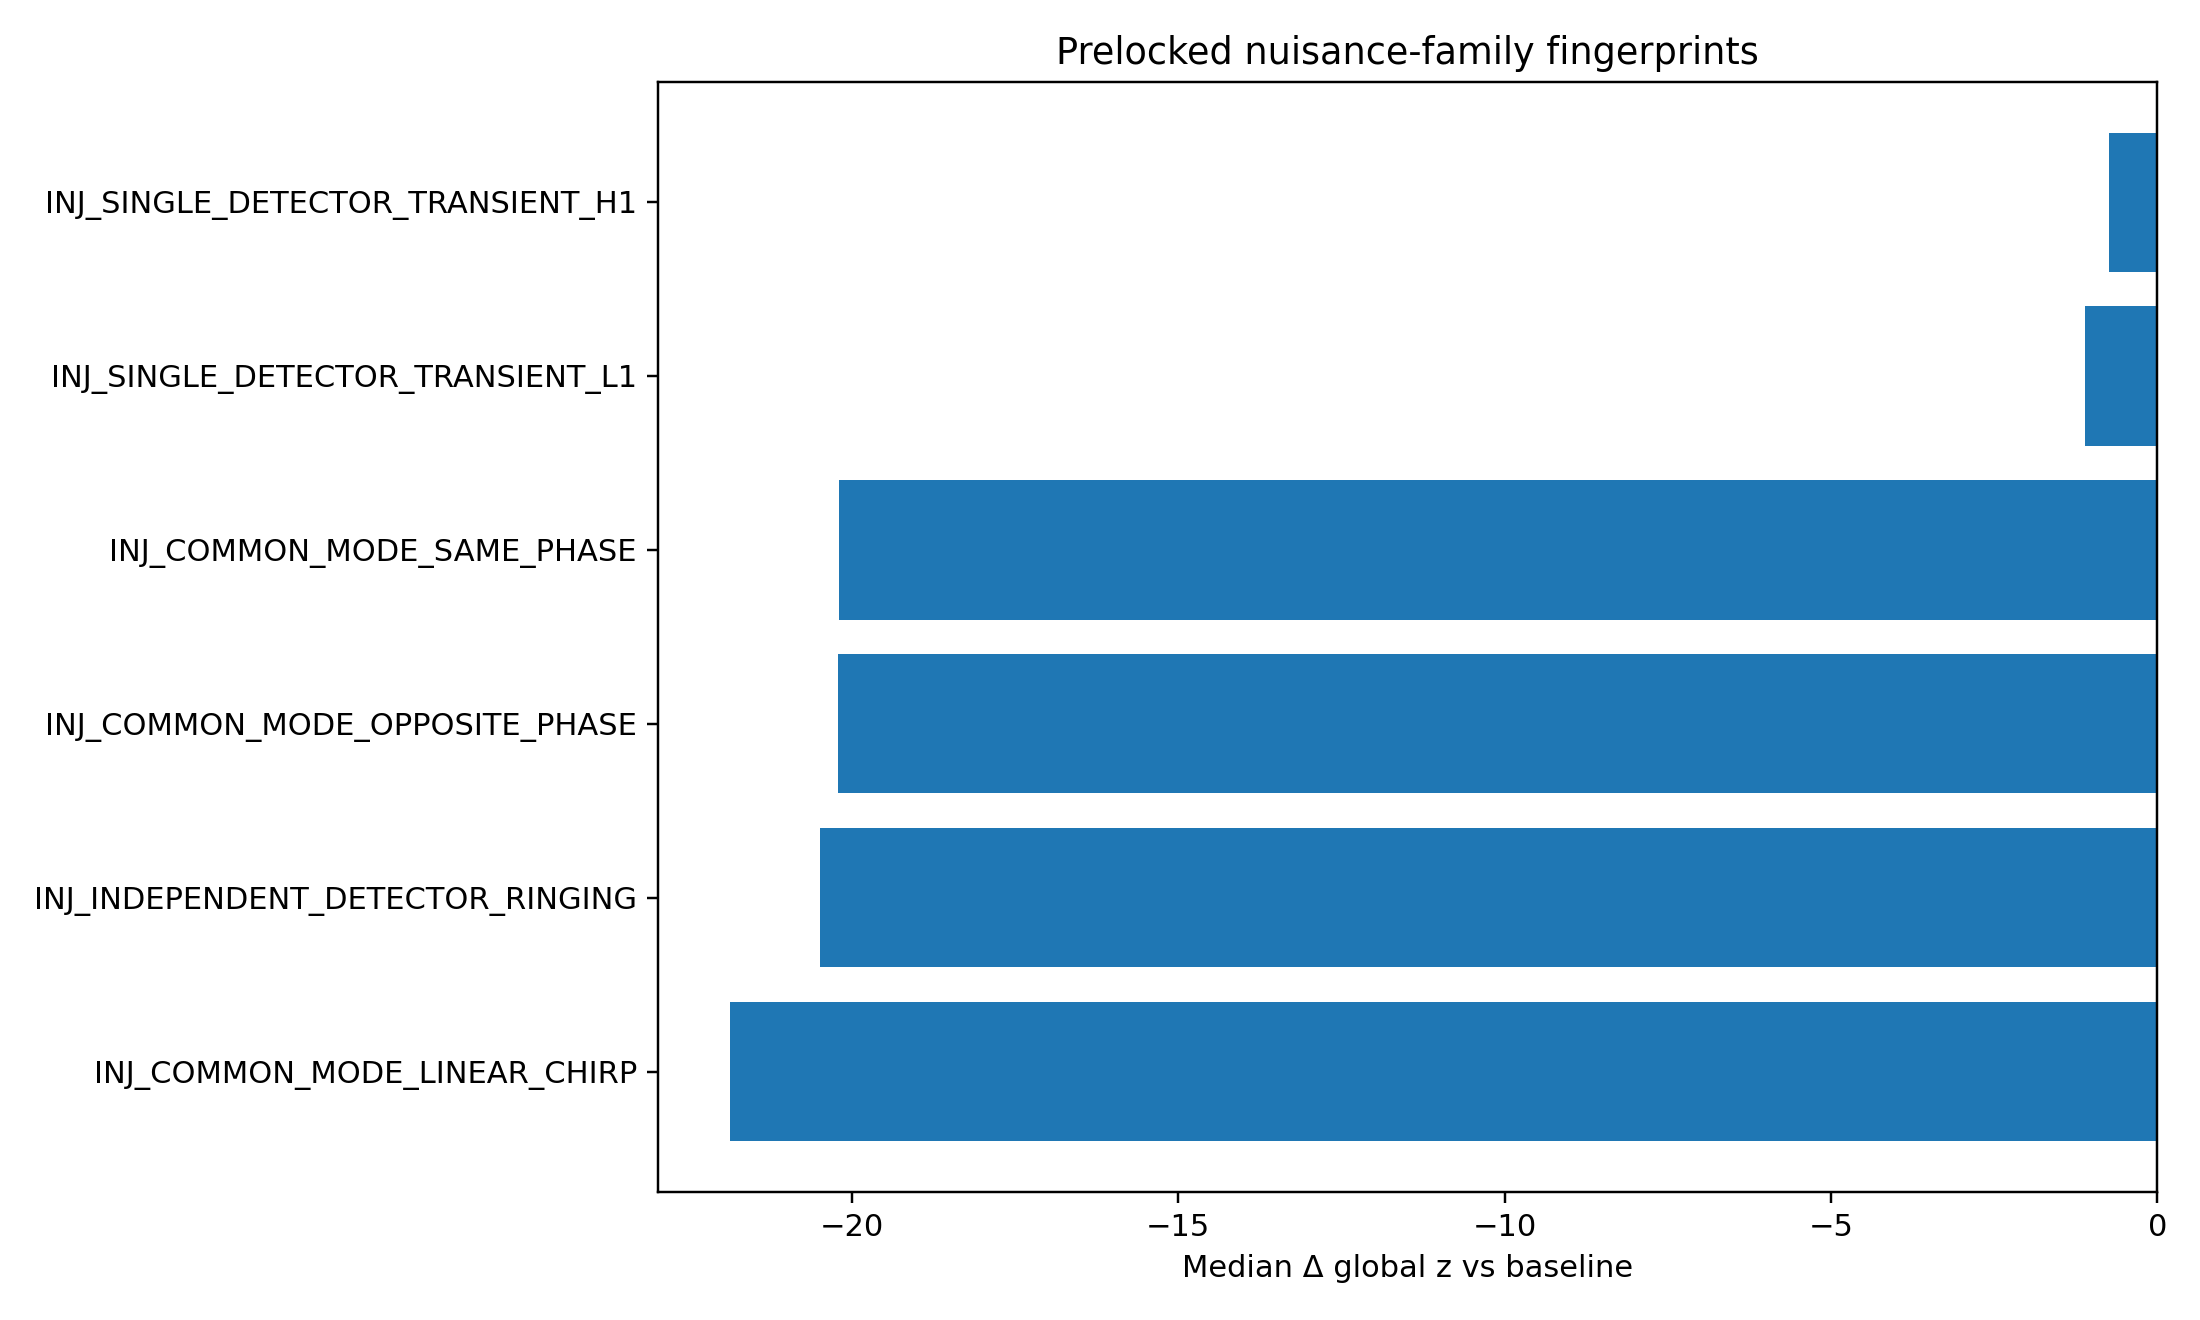 Prelocked nuisance-family fingerprints
INJ_SINGLE_DETECTOR_TRANSIENT_H1
INJ_SINGLE_DETECTOR_TRANSIENT_L1
INJ_COMMON_MODE_SAME_PHASE
INJ_COMMON_MODE_OPPOSITE_PHASE
INJ_INDEPENDENT_DETECTOR_RINGING
INJ_COMMON_MODE_LINEAR_CHIRP
−20 −15 −10 −5 0
Median Δ global z vs baseline